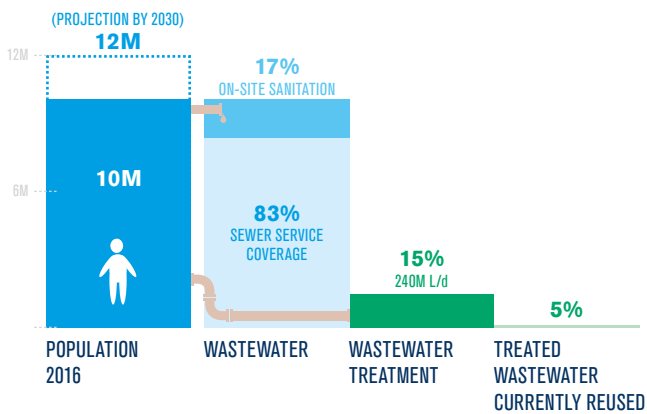 (PROJECTION BY 2030)
12M
12M
17%
ON-SITE SANITATION
10M
6M
83%
SEWER SERVICE
COVERAGE
15%
240M L/d
5%
POPULATION
2016
WASTEWATER
WASTEWATER
TREATMENT
TREATED
WASTEWATER
CURRENTLY REUSED